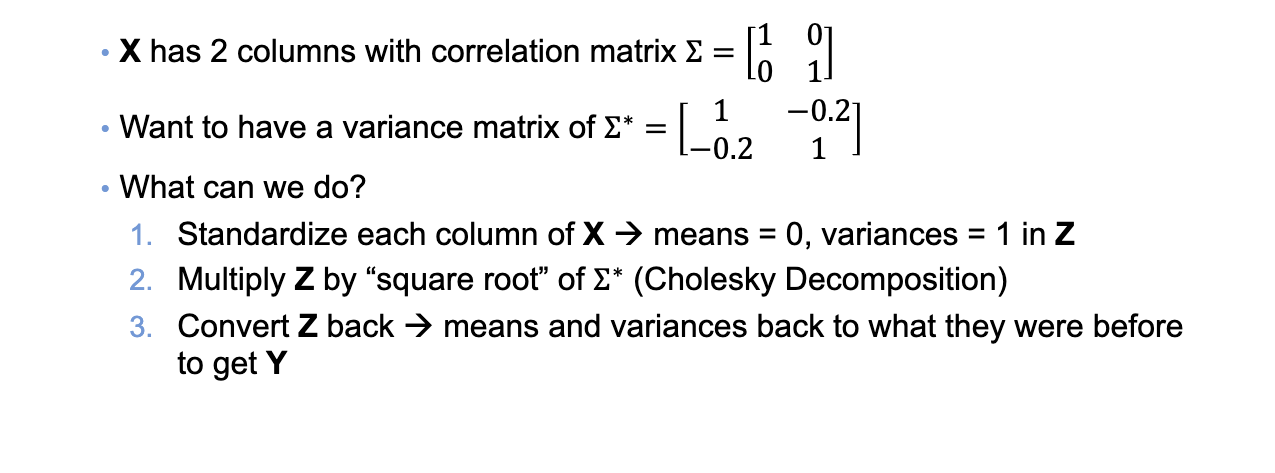 • X has 2 columns with correlation matrix Σ = [1 0; 0 1]
• Want to have a variance matrix of Σ* = [1 −0.2; −0.2 1]
• What can we do?
1. Standardize each column of X → means = 0, variances = 1 in Z
2. Multiply Z by “square root” of Σ* (Cholesky Decomposition)
3. Convert Z back → means and variances back to what they were before
to get Y